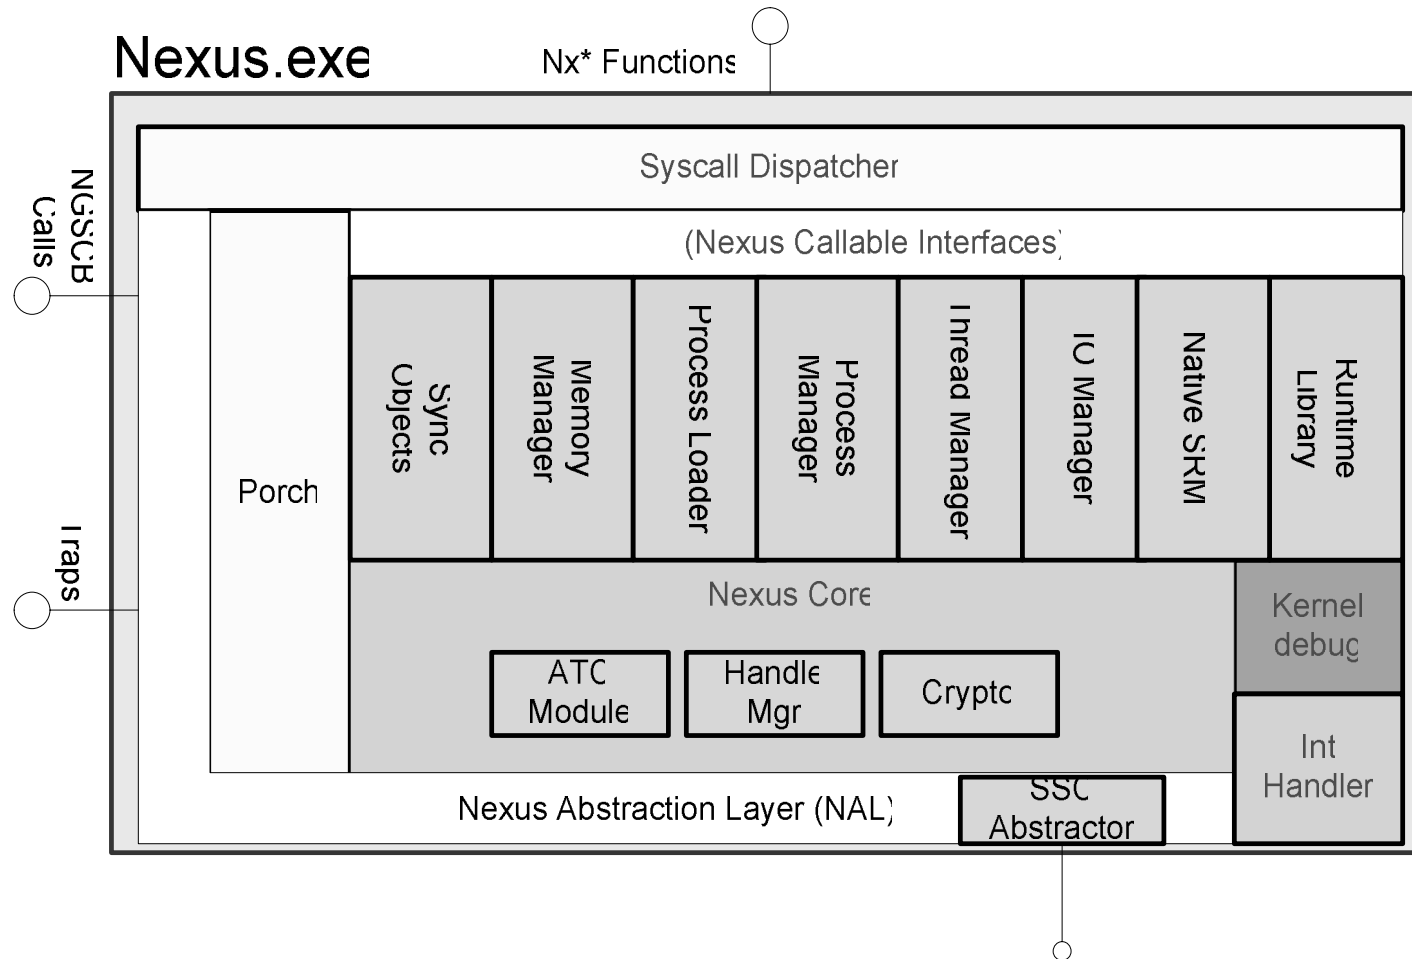 Nexus.exe
Nx* Functions
Syscall Dispatcher
NGSCB
Calls
(Nexus Callable Interfaces)
Sync
Objects
Memory
Manager
Process Loader
Process
Manager
Thread Manager
IO Manager
Native SRM
Runtime
Library
Porch
Traps
Nexus Core
Kernel
debug
ATC
Module
Handle
Mgr
Crypto
Int
Handler
Nexus Abstraction Layer (NAL)
SSC
Abstractor